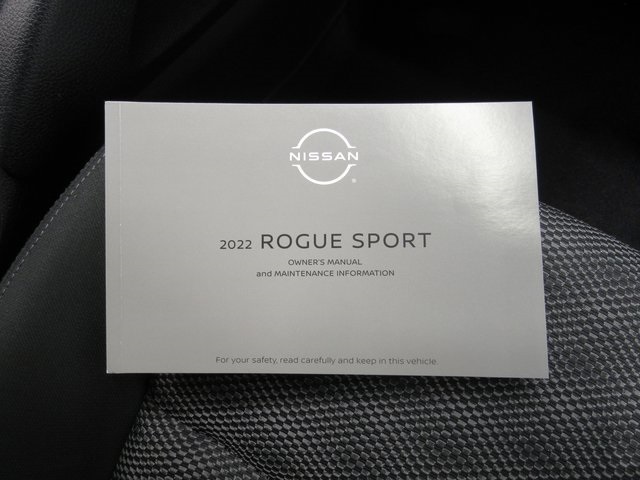 NISSAN
®
2022 ROGUE SPORT
OWNER'S MANUAL
and MAINTENANCE INFORMATION
For your safety, read carefully and keep in this vehicle.